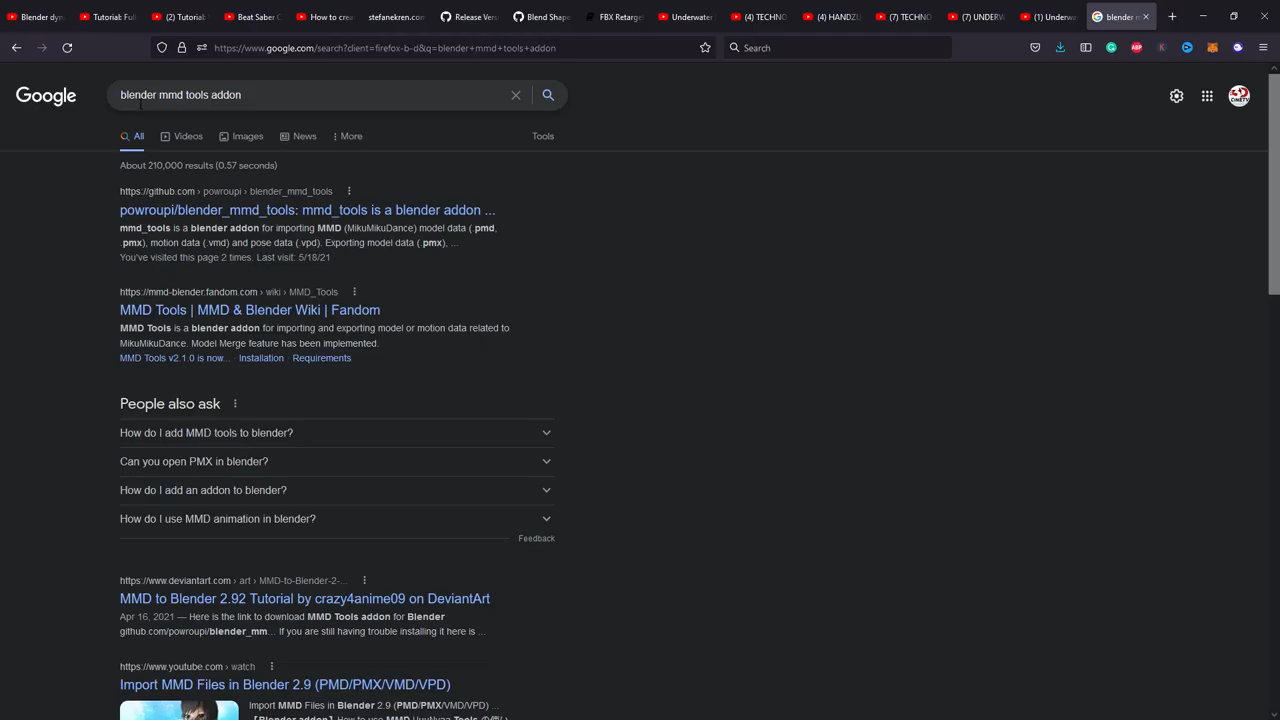 Blender dyn
Tutorial: Full
(2) Tutorial:
Beat Saber C
How to crea
stefanekren.com
Release Vers
Blend Shape
FBX Retarge
Underwater
(4) TECHNO
(4) HANDZU
(7) TECHNO
(7) UNDERW
(1) Underwa
blender m
https://www.google.com/search?client=firefox-b-d&q=blender+mmd+tools+addon
Search
ABP
Google
blender mmd tools addon
CINETV
All
Videos
Images
News
More
Tools
About 210,000 results (0.57 seconds)
https://github.com › powroupi › blender_mmd_tools
powroupi/blender_mmd_tools: mmd_tools is a blender addon ...
mmd_tools is a blender addon for importing MMD (MikuMikuDance) model data (.pmd,
.pmx), motion data (.vmd) and pose data (.vpd). Exporting model data (.pmx), ...
You've visited this page 2 times. Last visit: 5/18/21
https://mmd-blender.fandom.com › wiki › MMD_Tools
MMD Tools | MMD & Blender Wiki | Fandom
MMD Tools is a blender addon for importing and exporting model or motion data related to
MikuMikuDance. Model Merge feature has been implemented.
MMD Tools v2.1.0 is now... · Installation · Requirements
People also ask
How do I add MMD tools to blender?
Can you open PMX in blender?
How do I add an addon to blender?
How do I use MMD animation in blender?
Feedback
https://www.deviantart.com › art › MMD-to-Blender-2-...
MMD to Blender 2.92 Tutorial by crazy4anime09 on DeviantArt
Apr 16, 2021 — Here is the link to download MMD Tools addon for Blender
github.com/powroupi/blender_mm... If you are still having trouble installing it here is ...
https://www.youtube.com › watch
Import MMD Files in Blender 2.9 (PMD/PMX/VMD/VPD)
Import MMD Files in Blender 2.9 (PMD/PMX/VMD/VPD) ...